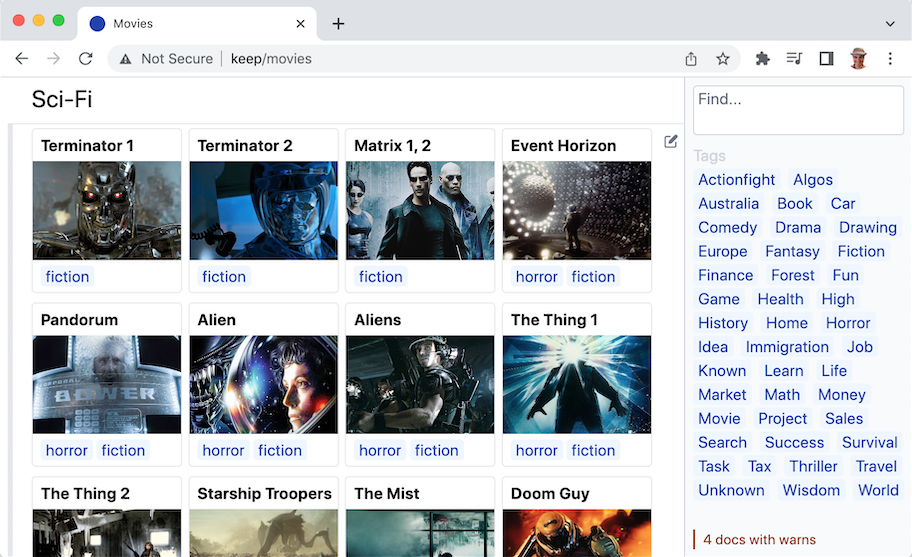 Movies
Not Secure keep/movies
Sci-Fi
Terminator 1 Terminator 2 Matrix 1, 2 Event Horizon
fiction fiction fiction horror fiction
Pandorum Alien Aliens The Thing 1
CORPORAL
BOWER
horror fiction horror fiction horror fiction horror fiction
The Thing 2 Starship Troopers The Mist Doom Guy
Find...
Tags
Actionfight Algos
Australia Book Car
Comedy Drama Drawing
Europe Fantasy Fiction
Finance Forest Fun
Game Health High
History Home Horror
Idea Immigration Job
Known Learn Life
Market Math Money
Movie Project Sales
Search Success Survival
Task Tax Thriller Travel
Unknown Wisdom World
4 docs with warns